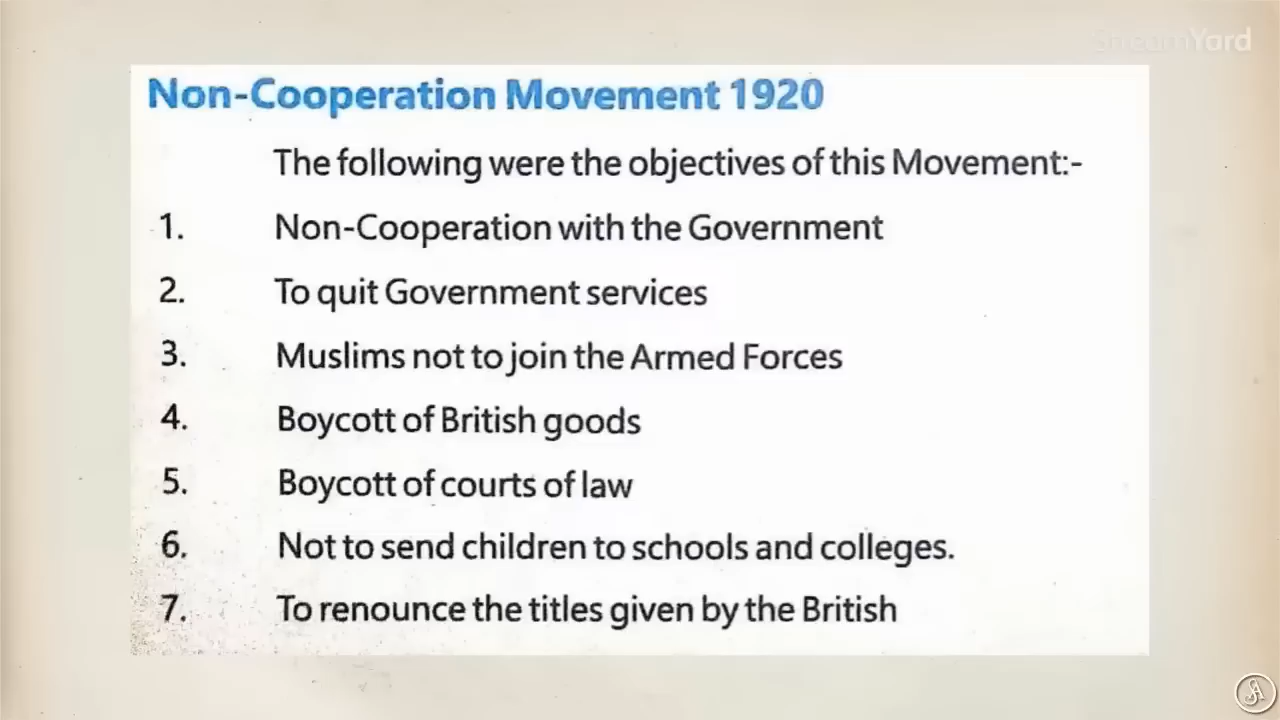 StreamYard
Non-Cooperation Movement 1920
The following were the objectives of this Movement:-
1. Non-Cooperation with the Government
2. To quit Government services
3. Muslims not to join the Armed Forces
4. Boycott of British goods
5. Boycott of courts of law
6. Not to send children to schools and colleges.
7. To renounce the titles given by the British